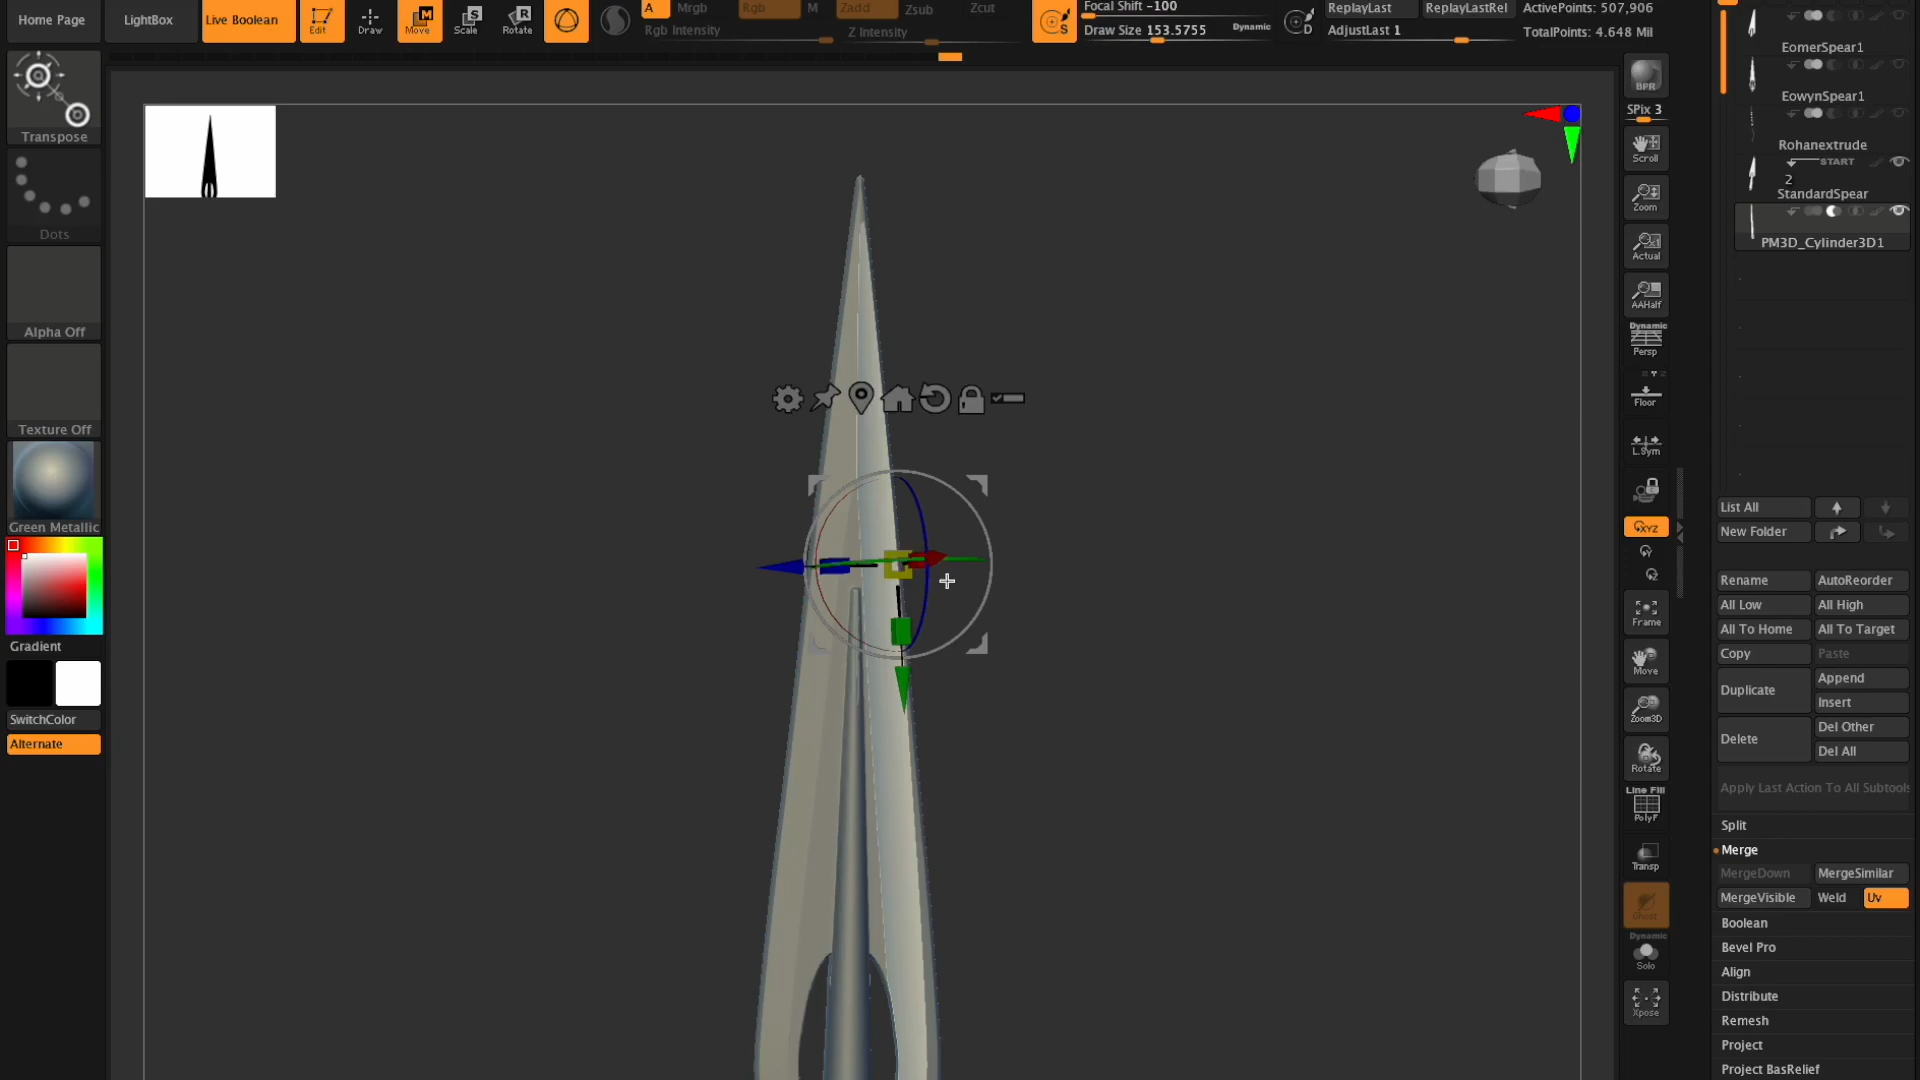 Home Page
LightBox
Live Boolean
Edit
Draw
M
Move
S
Scale
R
Rotate
A
Mrgb
Rgb
M
Zadd
Zsub
Zcut
Rgb Intensity
Z Intensity
S
Focal Shift -100
Draw Size 153.5755
Dynamic
D
ReplayLast
ReplayLastRel
AdjustLast 1
ActivePoints: 507,906
TotalPoints: 4.648 Mil
Transpose
Dots
Alpha Off
Texture Off
Green Metallic
Gradient
SwitchColor
Alternate
BPR
SPix 3
Scroll
Zoom
Actual
AAHalf
Dynamic
Persp
Floor
L.Sym
XYZ
Frame
Move
Zoom3D
Rotate
Line Fill
PolyF
Transp
Ghost
Dynamic
Solo
Xpose
EomerSpear1
EowynSpear1
Rohanextrude
START
2
StandardSpear
PM3D_Cylinder3D1
List All
New Folder
Rename
AutoReorder
All Low
All High
All To Home
All To Target
Copy
Paste
Duplicate
Append
Insert
Delete
Del Other
Del All
Apply Last Action To All Subtools
Split
Merge
MergeDown
MergeSimilar
MergeVisible
Weld
Uv
Boolean
Bevel Pro
Align
Distribute
Remesh
Project
Project BasRelief